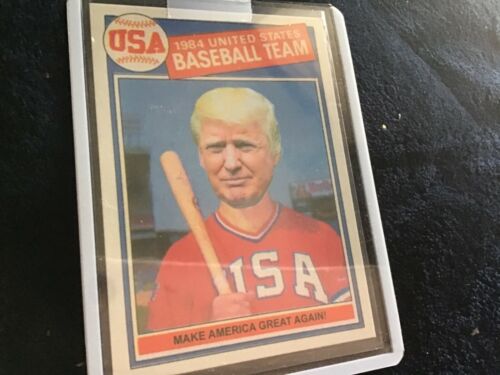 USA
1984 UNITED STATES
BASEBALL TEAM
USA
MAKE AMERICA GREAT AGAIN!